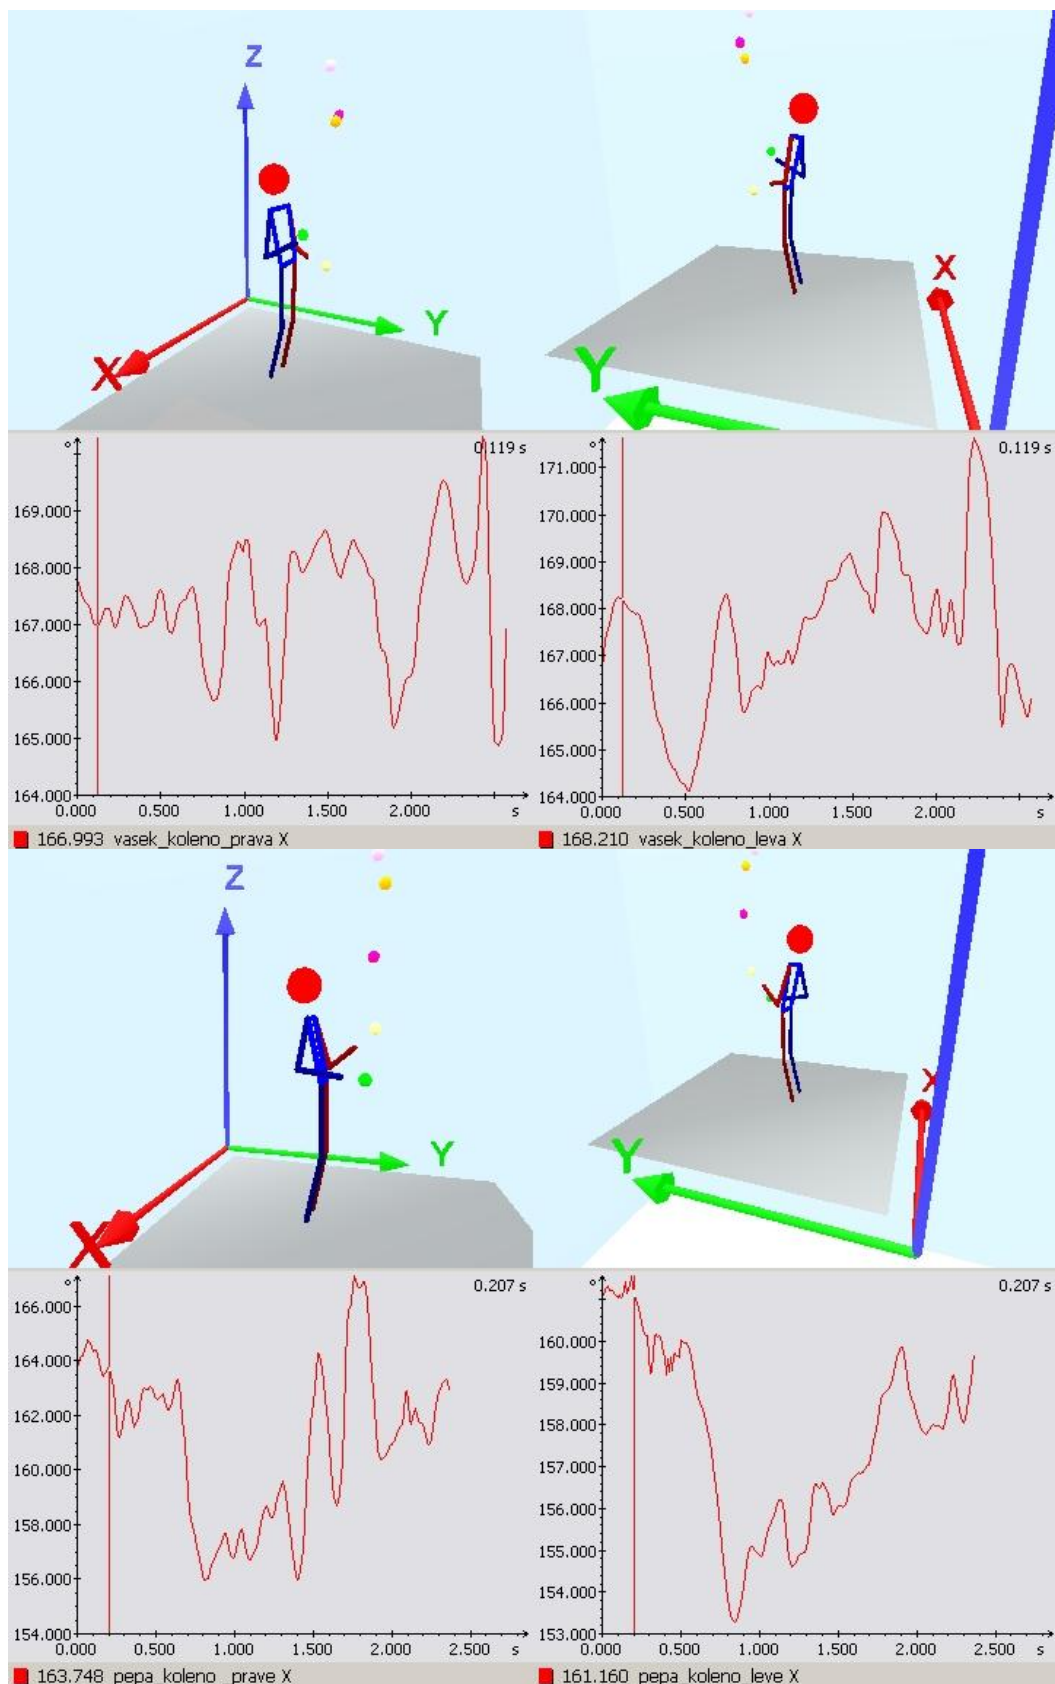 Z
Y
X
X
Y
°
0.119 s
169.000
168.000
167.000
166.000
165.000
164.000
0.000 0.500 1.000 1.500 2.000 s
166.993 vasek_koleno_prava X
°
0.119 s
171.000
170.000
169.000
168.000
167.000
166.000
165.000
164.000
0.000 0.500 1.000 1.500 2.000 s
168.210 vasek_koleno_leva X
Z
Y
X
X
Y
°
0.207 s
166.000
164.000
162.000
160.000
158.000
156.000
154.000
0.000 0.500 1.000 1.500 2.000 2.500 s
163.748 pepa_koleno__prave X
°
0.207 s
160.000
159.000
158.000
157.000
156.000
155.000
154.000
153.000
0.000 0.500 1.000 1.500 2.000 2.500 s
161.160 pepa_koleno_leve X